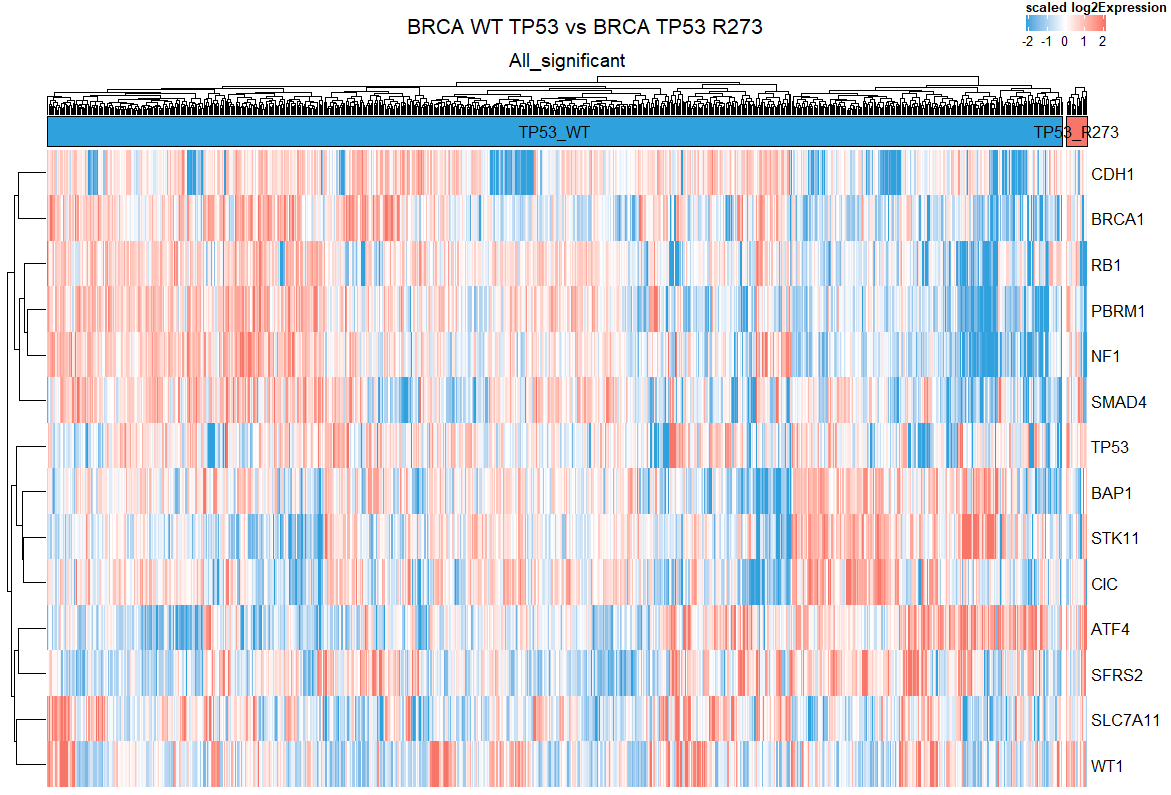 scaled log2Expression
-2 -1 0 1 2
BRCA WT TP53 vs BRCA TP53 R273
All_significant
TP53_WT
TP53_R273
CDH1
BRCA1
RB1
PBRM1
NF1
SMAD4
TP53
BAP1
STK11
CIC
ATF4
SFRS2
SLC7A11
WT1